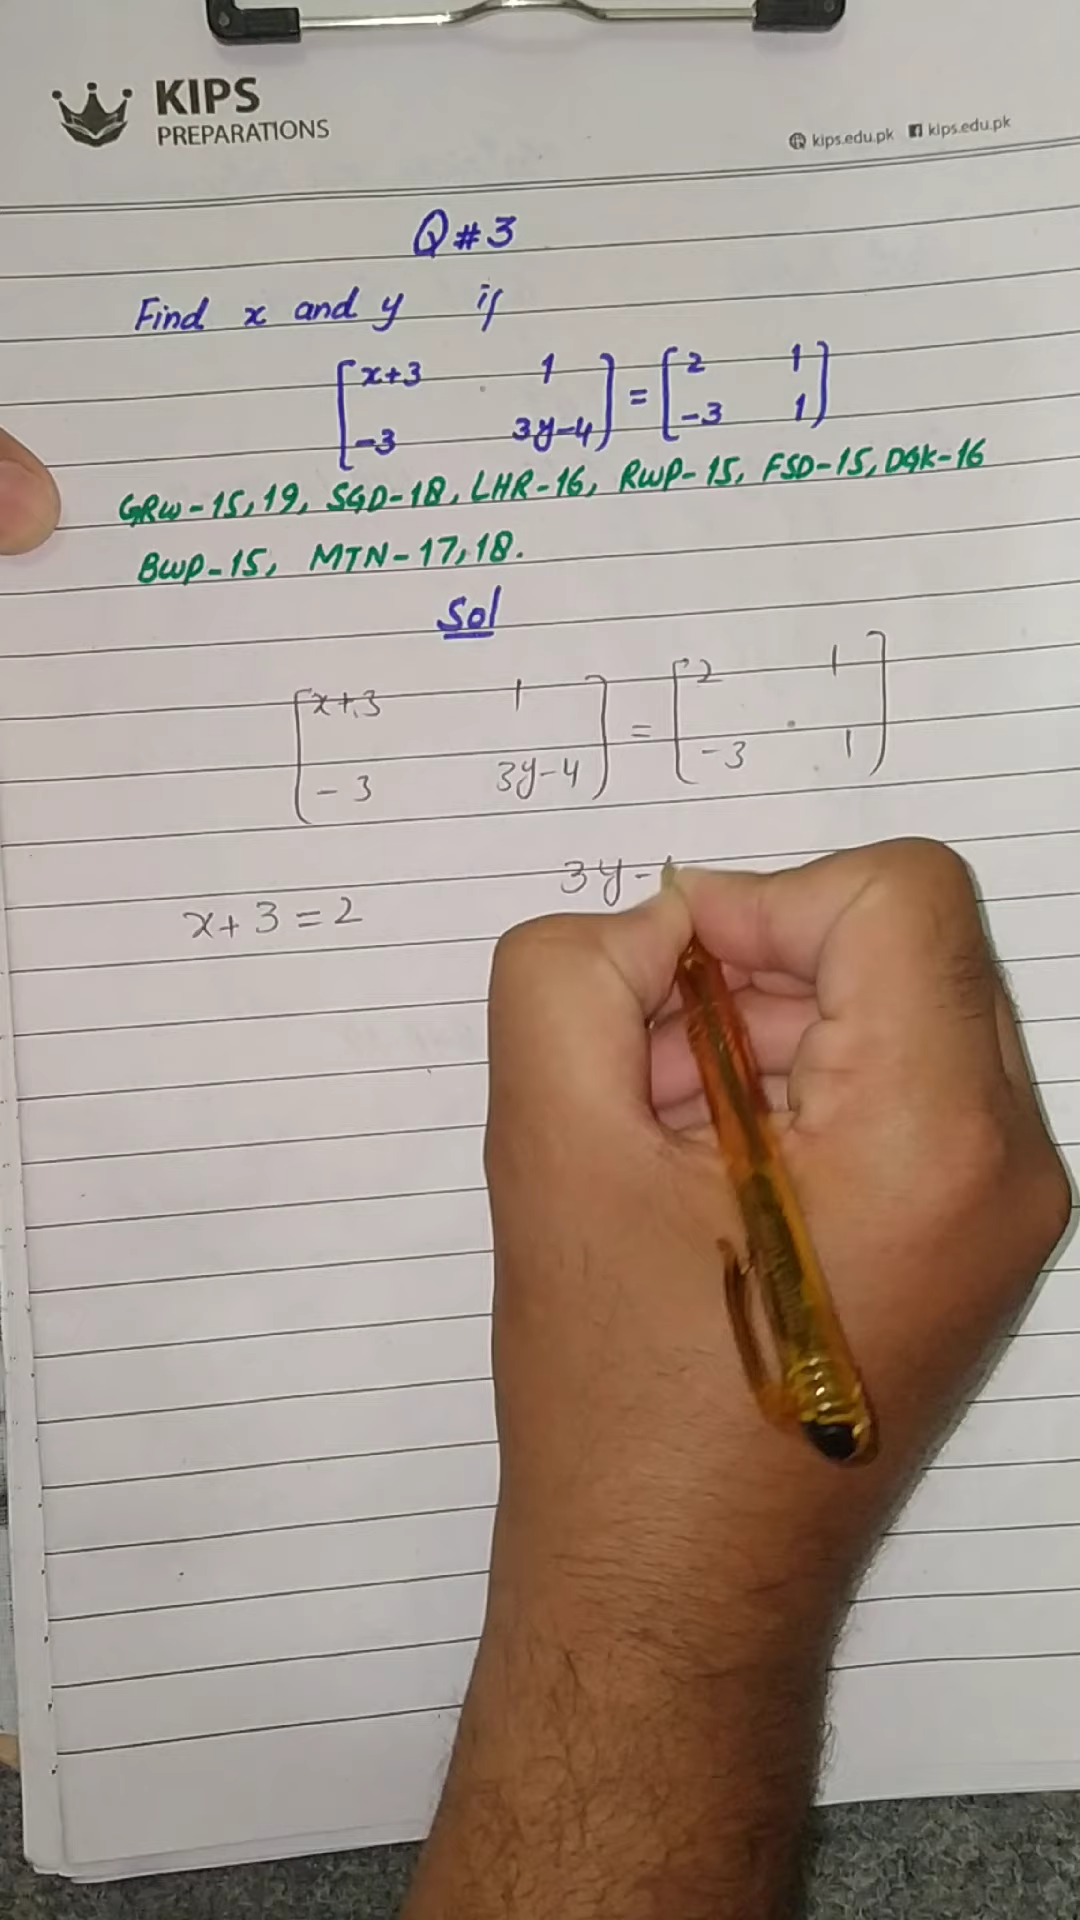 KIPS
PREPARATIONS
kips.edu.pk kips.edu.pk
Q#3
Find x and y if
[x+3 1] = [2 1]
[-3 3y-4] [-3 1]
GRW-15,19, SGD-18, LHR-16, RWP-15, FSD-15, DGK-16
BWP-15, MTN-17,18.
Sol
[x+3 1] = [2 1]
[-3 3y-4] [-3 1]
x+3=2 3y-